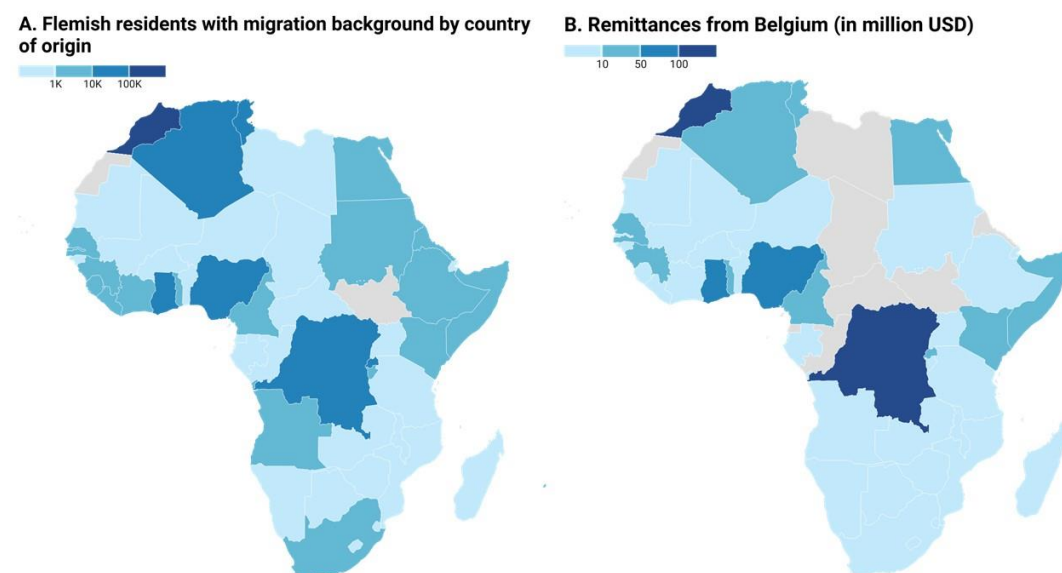 A. Flemish residents with migration background by country
of origin
1K 10K 100K
B. Remittances from Belgium (in million USD)
10 50 100